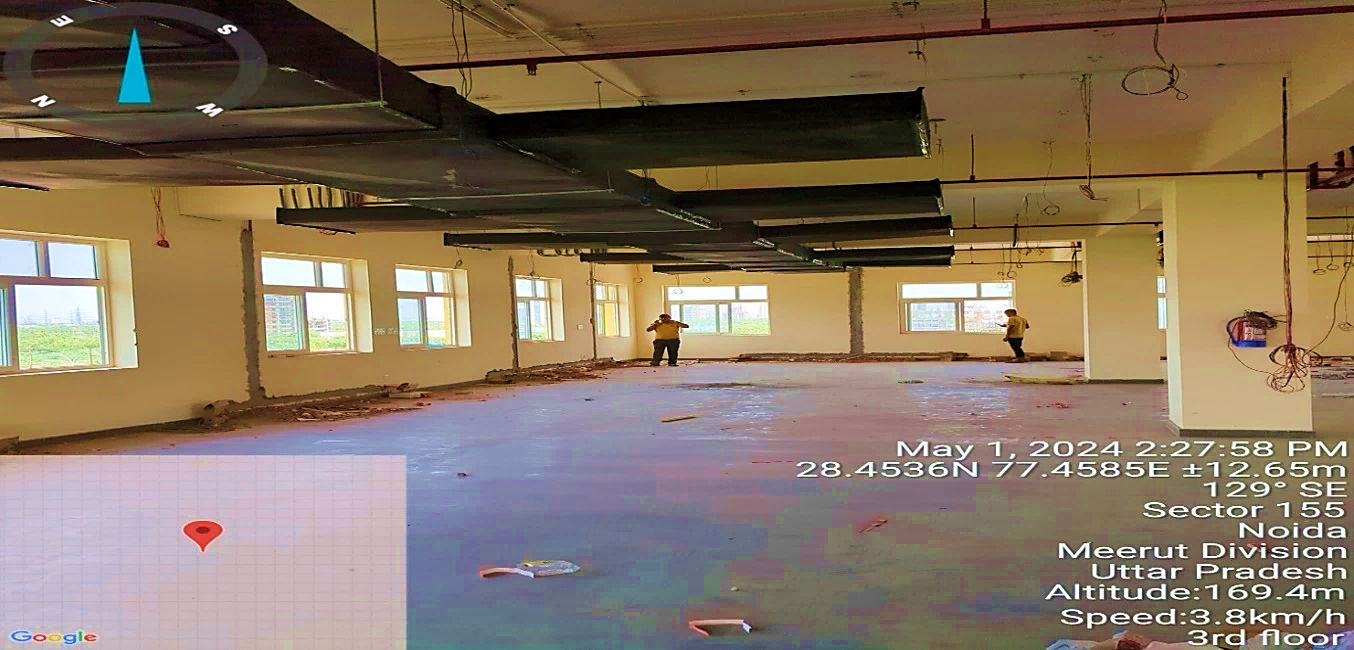 E
S
N
W
May 1, 2024 2:27:58 PM
28.4536N 77.4585E ±12.65m
129° SE
Sector 155
Noida
Meerut Division
Uttar Pradesh
Altitude:169.4m
Speed:3.8km/h
3rd floor
Google